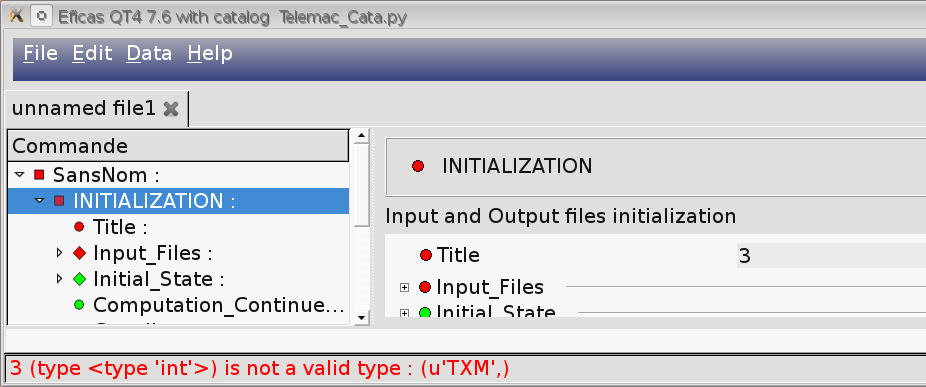 Eficas QT4 7.6 with catalog Telemac_Cata.py
File Edit Data Help
unnamed file1
Commande
SansNom :
INITIALIZATION :
Title :
Input_Files :
Initial_State :
Computation_Continue...
INITIALIZATION
Input and Output files initialization
Title 3
Input_Files
Initial_State
3 (type <type 'int'>) is not a valid type : (u'TXM',)